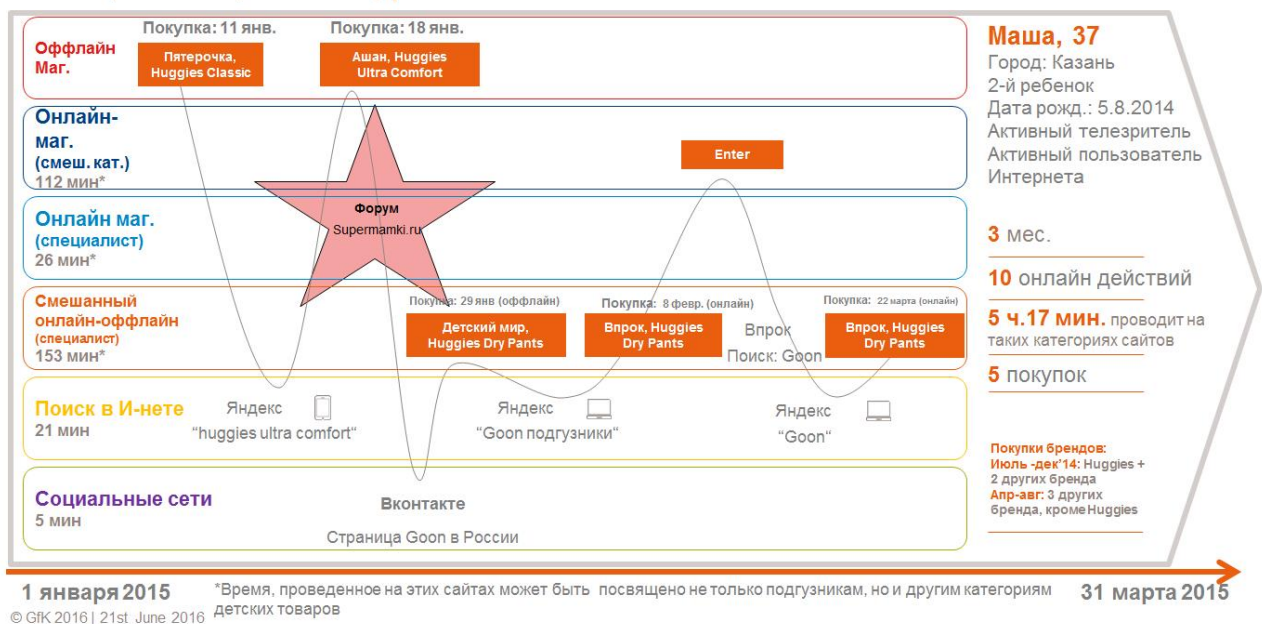 Покупка: 11 янв.
Покупка: 18 янв.
Оффлайн
Маг.
Пятерочка,
Huggies Classic
Ашан, Huggies
Ultra Comfort
Онлайн-
маг.
(смеш. кат.)
112 мин*
Enter
Онлайн маг.
(специалист)
26 мин*
Форум
Supermamki.ru
Смешанный
онлайн-оффлайн
(специалист)
153 мин*
Покупка: 29 янв (оффлайн)
Детский мир,
Huggies Dry Pants
Покупка: 8 февр. (онлайн)
Впрок, Huggies
Dry Pants
Впрок
Поиск: Goon
Покупка: 22 марта (онлайн)
Впрок, Huggies
Dry Pants
Поиск в И-нете
21 мин
Яндекс
“huggies ultra comfort“
Яндекс
“Goon подгузники“
Яндекс
“Goon“
Социальные сети
5 мин
Вконтакте
Страница Goon в России
Маша, 37
Город: Казань
2-й ребенок
Дата рожд.: 5.8.2014
Активный телезритель
Активный пользователь
Интернета
3 мес.
10 онлайн действий
5 ч.17 мин. проводит на
таких категориях сайтов
5 покупок
Покупки брендов:
Июль -дек’14: Huggies +
2 других бренда
Апр-авг: 3 других
бренда, кроме Huggies
1 января 2015
*Время, проведенное на этих сайтах может быть посвящено не только подгузникам, но и другим категориям
детских товаров
31 марта 2015
© GfK 2016 | 21st June 2016